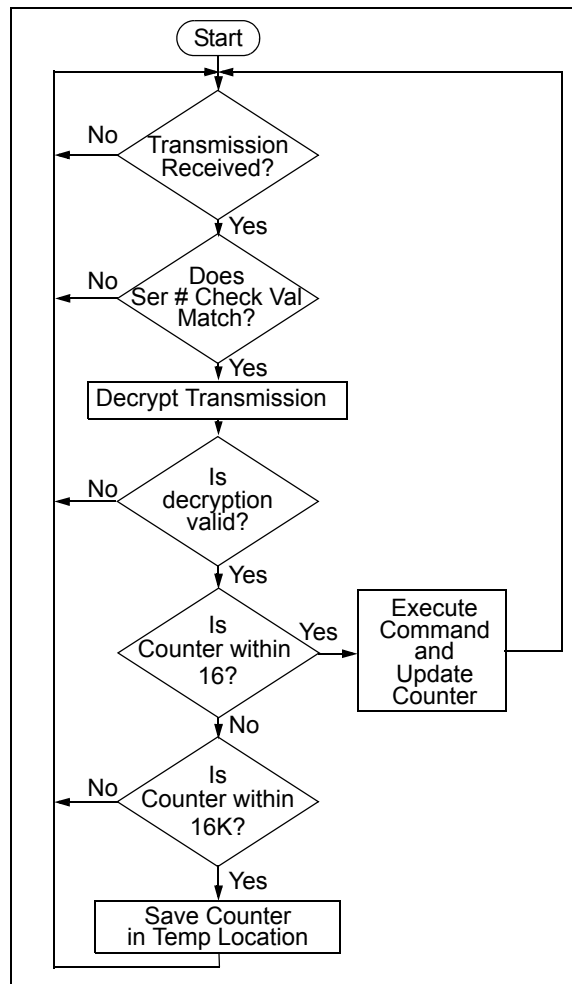 Start
No
Transmission
Received?
Yes
No
Does
Ser # Check Val
Match?
Yes
Decrypt Transmission
No
Is
decryption
valid?
Yes
Is
Counter within
16?
Yes
Execute
Command
and
Update
Counter
No
No
Is
Counter within
16K?
Yes
Save Counter
in Temp Location